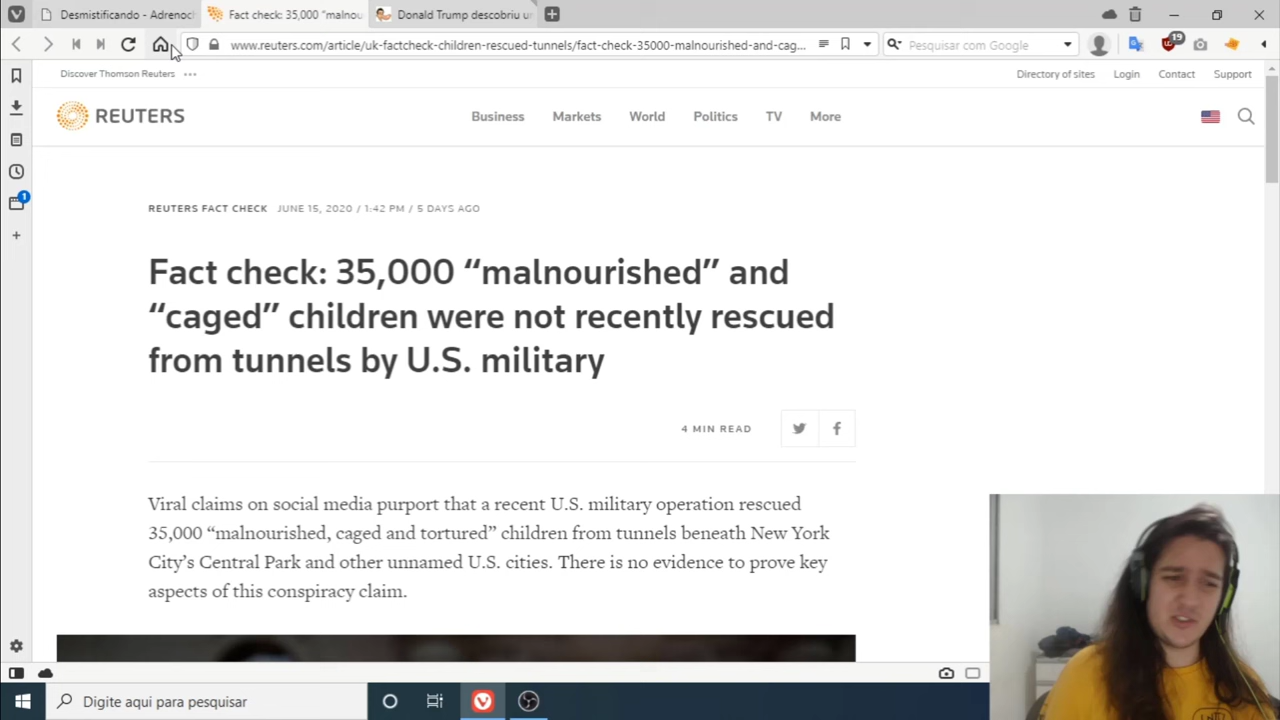 Desmistificando - Adrenoch
Fact check: 35,000 "malnou
Donald Trump descobriu u
www.reuters.com/article/uk-factcheck-children-rescued-tunnels/fact-check-35000-malnourished-and-cag...
Pesquisar com Google
19
Discover Thomson Reuters ...
Directory of sites
Login
Contact
Support
REUTERS
Business
Markets
World
Politics
TV
More
1
REUTERS FACT CHECK JUNE 15, 2020 / 1:42 PM / 5 DAYS AGO
Fact check: 35,000 “malnourished” and
“caged” children were not recently rescued
from tunnels by U.S. military
4 MIN READ
Viral claims on social media purport that a recent U.S. military operation rescued
35,000 “malnourished, caged and tortured” children from tunnels beneath New York
City’s Central Park and other unnamed U.S. cities. There is no evidence to prove key
aspects of this conspiracy claim.
Digite aqui para pesquisar